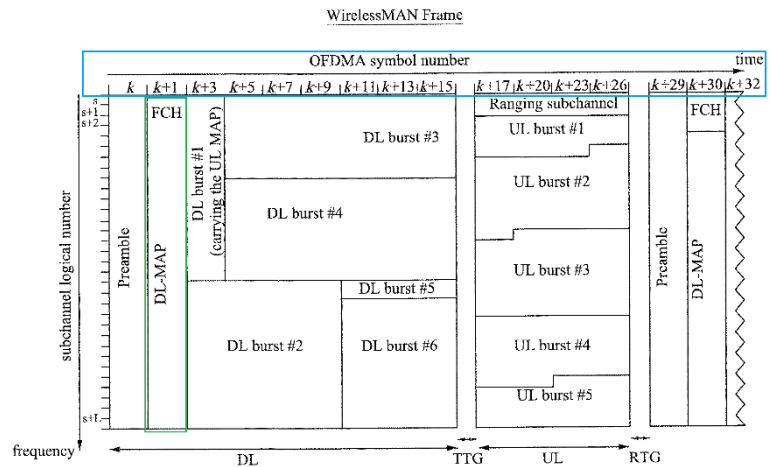 WirelessMAN Frame
OFDMA symbol number
time
k
k+1
k+3
k+5
k+7
k+9
k+11
k+13
k+15
k+17
k÷20
k+23
k+26
k÷29
k+30
k+32
s
s+1
s+2
s+L
subchannel logical number
frequency
Preamble
FCH
DL-MAP
DL burst #1
(carrying the UL MAP)
DL burst #3
DL burst #4
DL burst #5
DL burst #2
DL burst #6
Ranging subchannel
UL burst #1
UL burst #2
UL burst #3
UL burst #4
UL burst #5
Preamble
FCH
DL-MAP
DL
TTG
UL
RTG